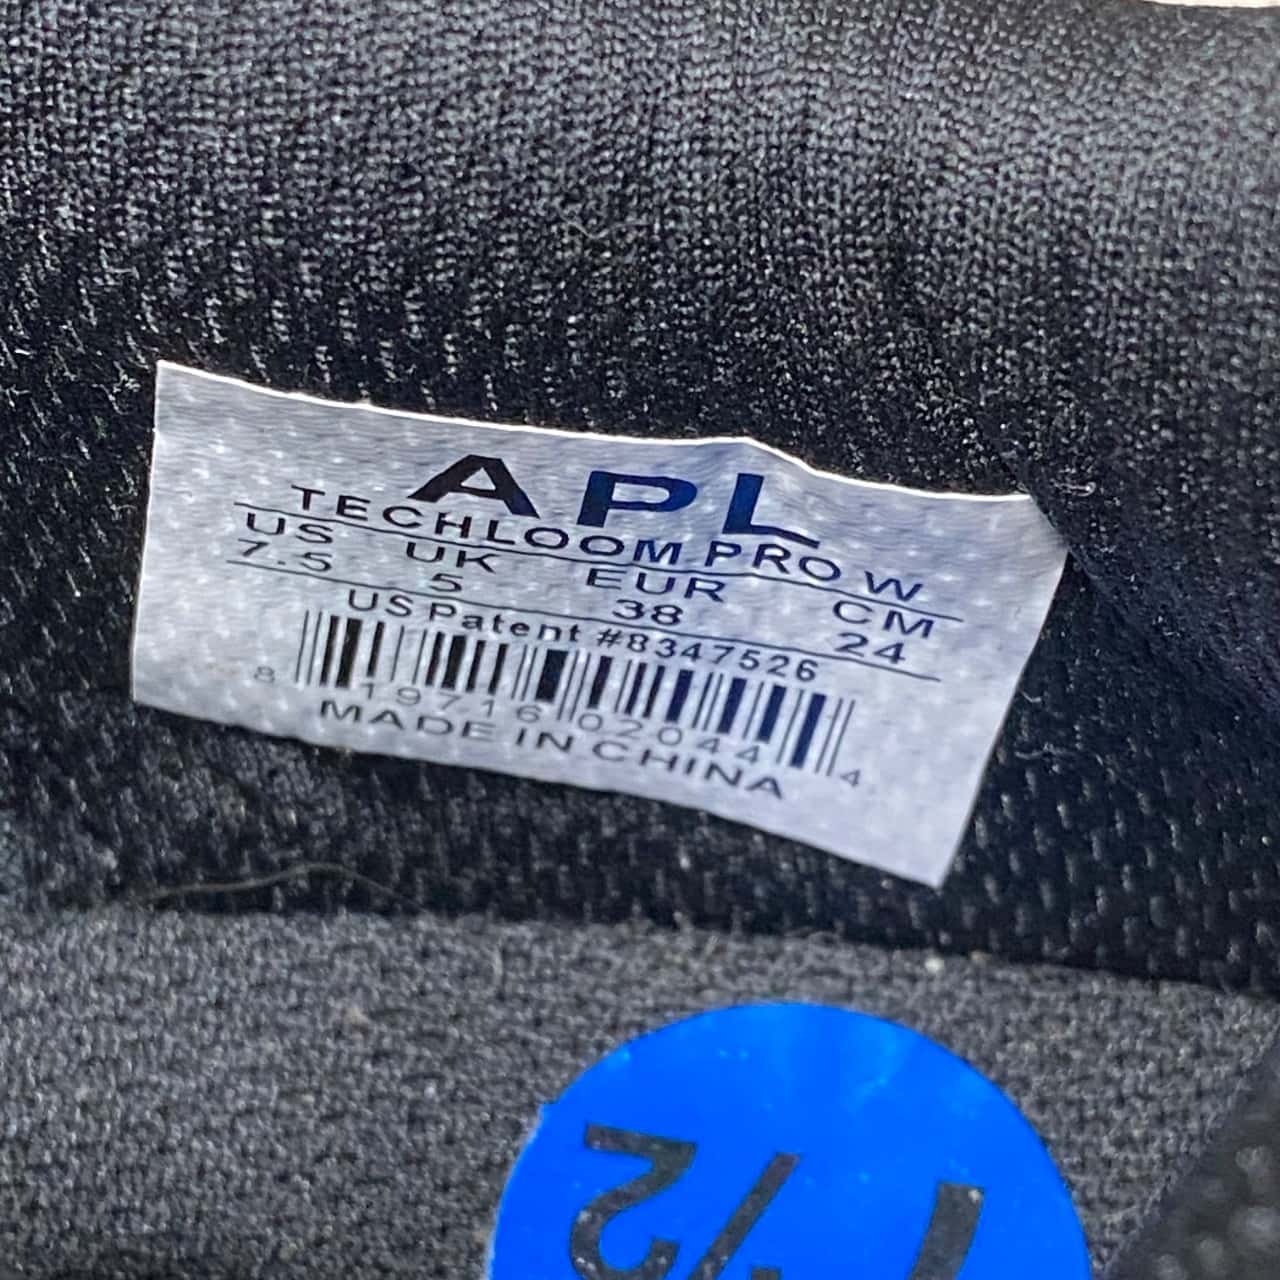 APL
TECHLOOM PRO W
US UK EUR CM
7.5 5 38 24
US Patent #8347526
8 19716 02044 4
MADE IN CHINA
1/2